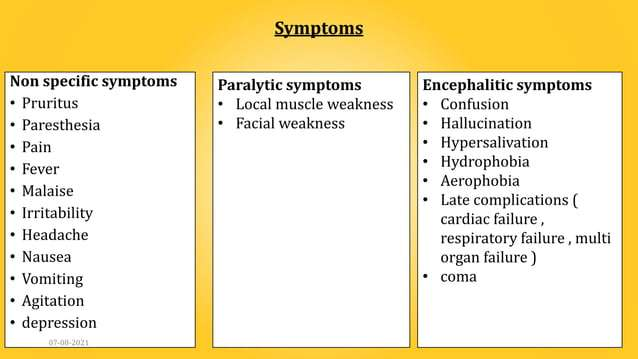 Symptoms
Non specific symptoms
• Pruritus
• Paresthesia
• Pain
• Fever
• Malaise
• Irritability
• Headache
• Nausea
• Vomiting
• Agitation
• depression
07-08-2021
Paralytic symptoms
• Local muscle weakness
• Facial weakness
Encephalitic symptoms
• Confusion
• Hallucination
• Hypersalivation
• Hydrophobia
• Aerophobia
• Late complications (
cardiac failure ,
respiratory failure , multi
organ failure )
• coma